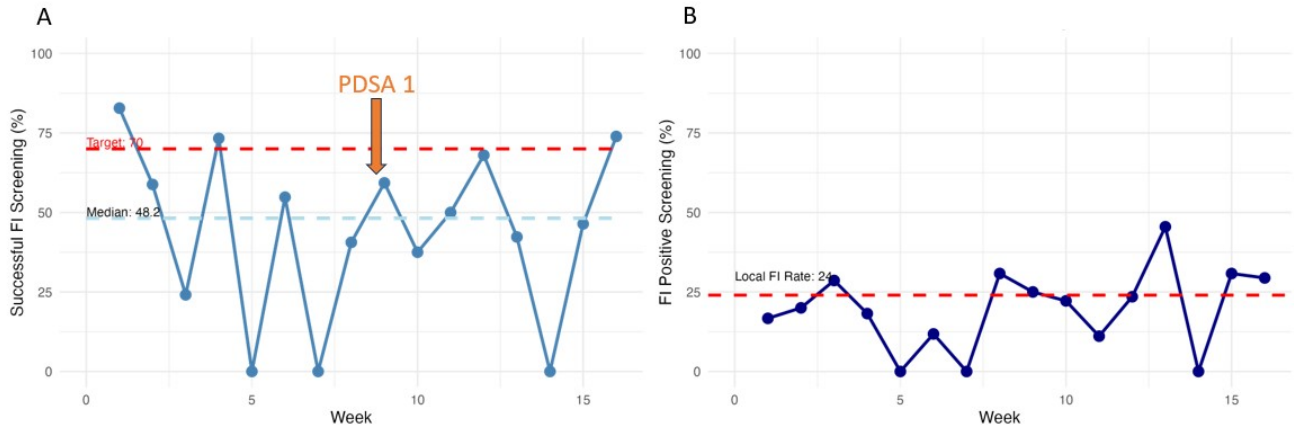 A
PDSA 1
Successful FI Screening (%)
100
75
50
25
0
Target: 70
Median: 48.2
0
5
10
15
Week
B
FI Positive Screening (%)
100
75
50
25
0
Local FI Rate: 24
0
5
10
15
Week